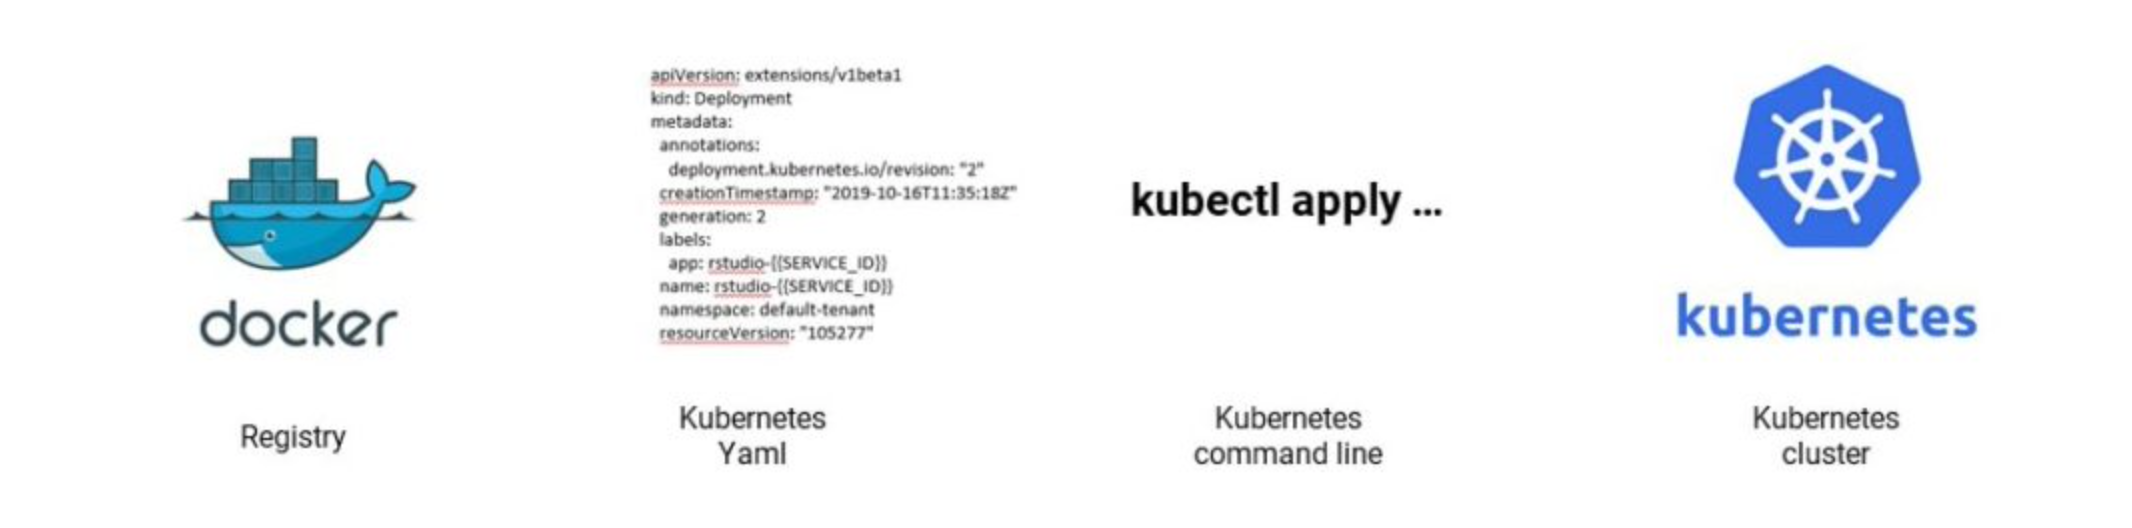 docker
Registry
apiVersion: extensions/v1beta1
kind: Deployment
metadata:
annotations:
deployment.kubernetes.io/revision: "2"
creationTimestamp: "2019-10-16T11:35:18Z"
generation: 2
labels:
app: rstudio-{{SERVICE_ID}}
name: rstudio-{{SERVICE_ID}}
namespace: default-tenant
resourceVersion: "105277"
Kubernetes
Yaml
kubectl apply ...
Kubernetes
command line
kubernetes
Kubernetes
cluster